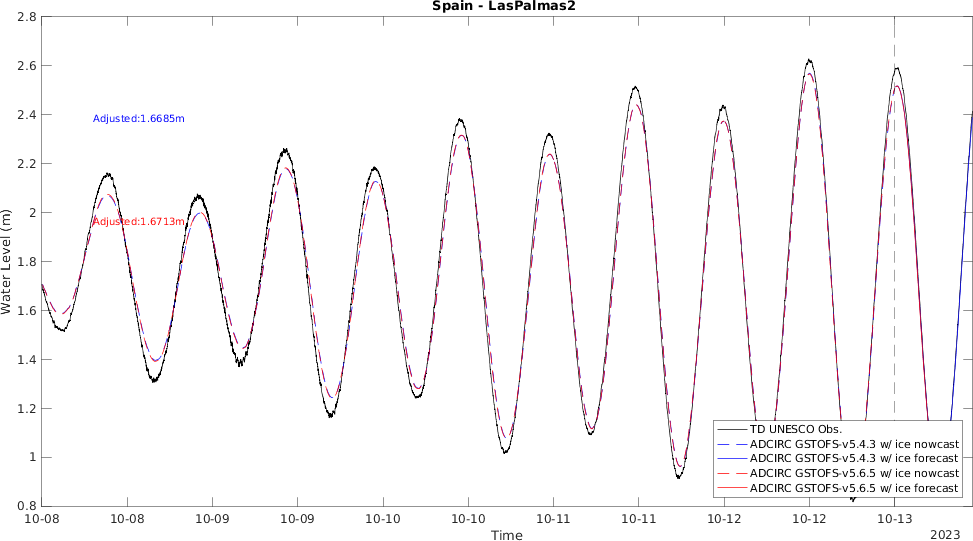 Spain - LasPalmas2
2.8
2.6
2.4
2.2
2
1.8
1.6
1.4
1.2
1
0.8
Water Level (m)
Adjusted:1.6685m
Adjusted:1.6713m
TD UNESCO Obs.
ADCIRC GSTOFS-v5.4.3 w/ ice nowcast
ADCIRC GSTOFS-v5.4.3 w/ ice forecast
ADCIRC GSTOFS-v5.6.5 w/ ice nowcast
ADCIRC GSTOFS-v5.6.5 w/ ice forecast
10-08 10-08 10-09 10-09 10-10 10-10 10-11 10-11 10-12 10-12 10-13
Time
2023